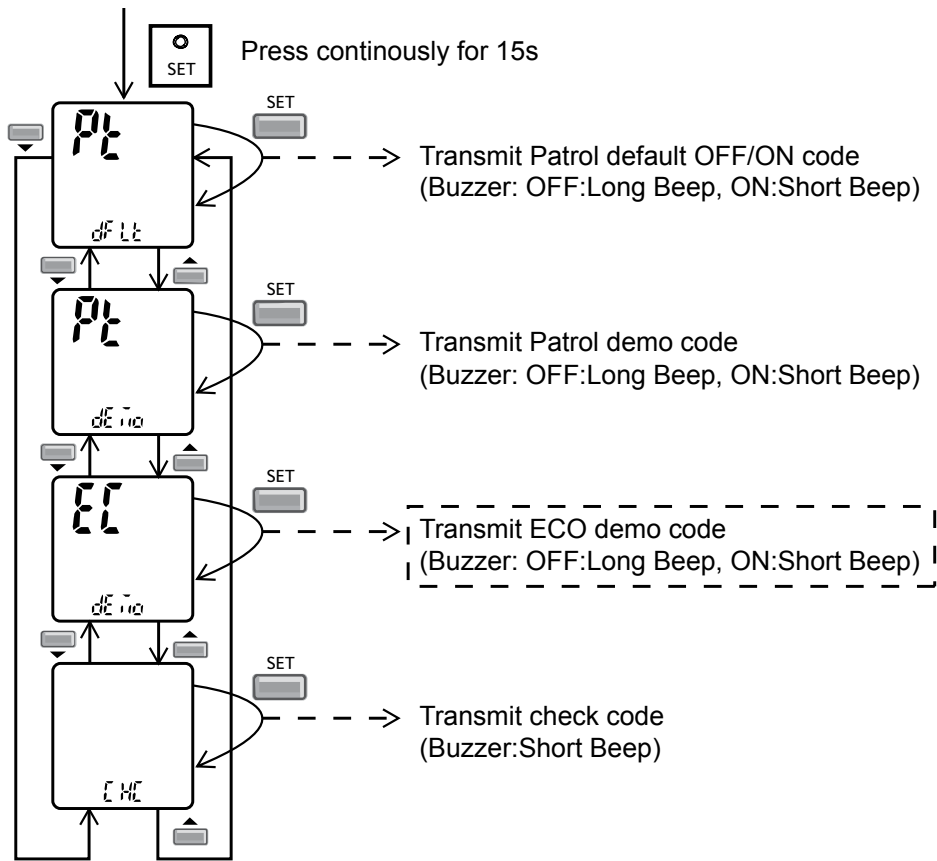 SET
Press continously for 15s
Pt
dFLt
SET
Transmit Patrol default OFF/ON code
(Buzzer: OFF:Long Beep, ON:Short Beep)
Pt
dEmo
SET
Transmit Patrol demo code
(Buzzer: OFF:Long Beep, ON:Short Beep)
EC
dEmo
SET
Transmit ECO demo code
(Buzzer: OFF:Long Beep, ON:Short Beep)
CHC
SET
Transmit check code
(Buzzer:Short Beep)